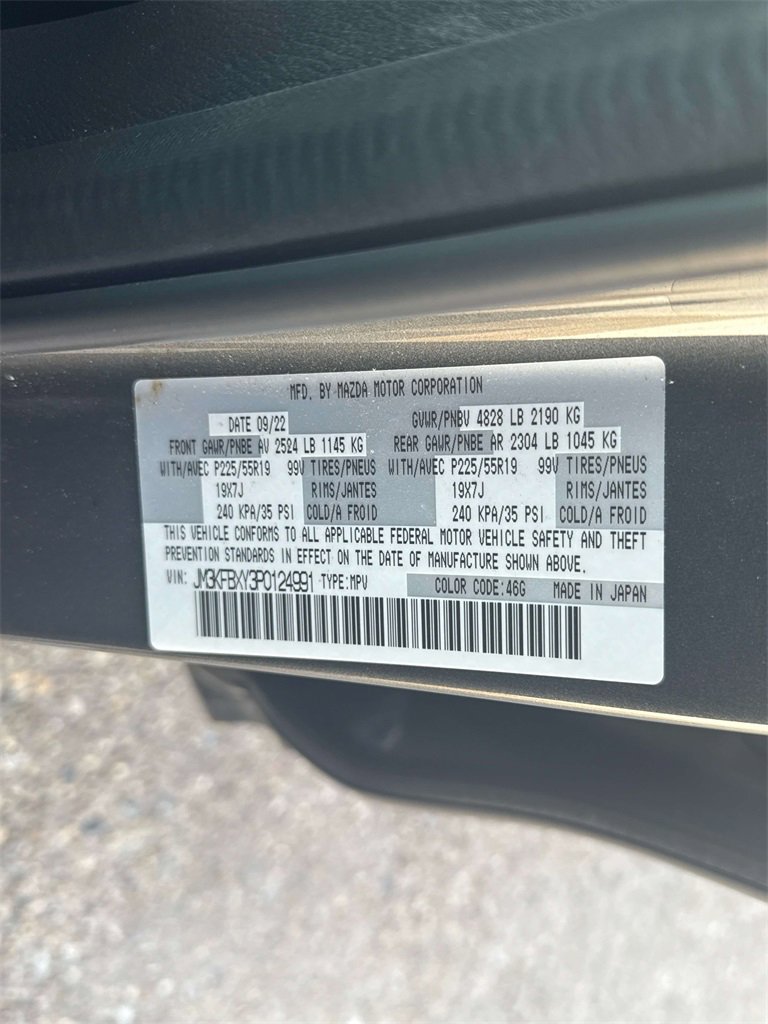 MFD. BY MAZDA MOTOR CORPORATION
DATE 09/22 GVWR/PNBV 4828 LB 2190 KG
FRONT GAWR/PNBE AV 2524 LB 1145 KG REAR GAWR/PNBE AR 2304 LB 1045 KG
WITH/AVEC P225/55R19 99V TIRES/PNEUS WITH/AVEC P225/55R19 99V TIRES/PNEUS
19X7J RIMS/JANTES 19X7J RIMS/JANTES
240 KPA/35 PSI COLD/A FROID 240 KPA/35 PSI COLD/A FROID
THIS VEHICLE CONFORMS TO ALL APPLICABLE FEDERAL MOTOR VEHICLE SAFETY AND THEFT
PREVENTION STANDARDS IN EFFECT ON THE DATE OF MANUFACTURE SHOWN ABOVE.
VIN: JM3KFBXY3P0124991 TYPE:MPV COLOR CODE:46G MADE IN JAPAN